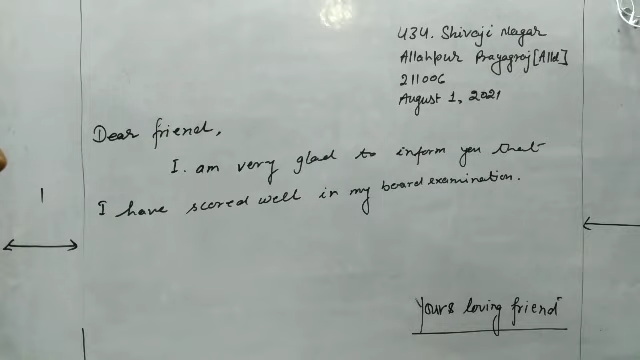 434. Shivaji Nagar
Allahpur Prayagraj [Alld]
211006
August 1, 2021
Dear friend,
I. am very glad to inform you that
I have scored well in my board examination.
Yours loving friend